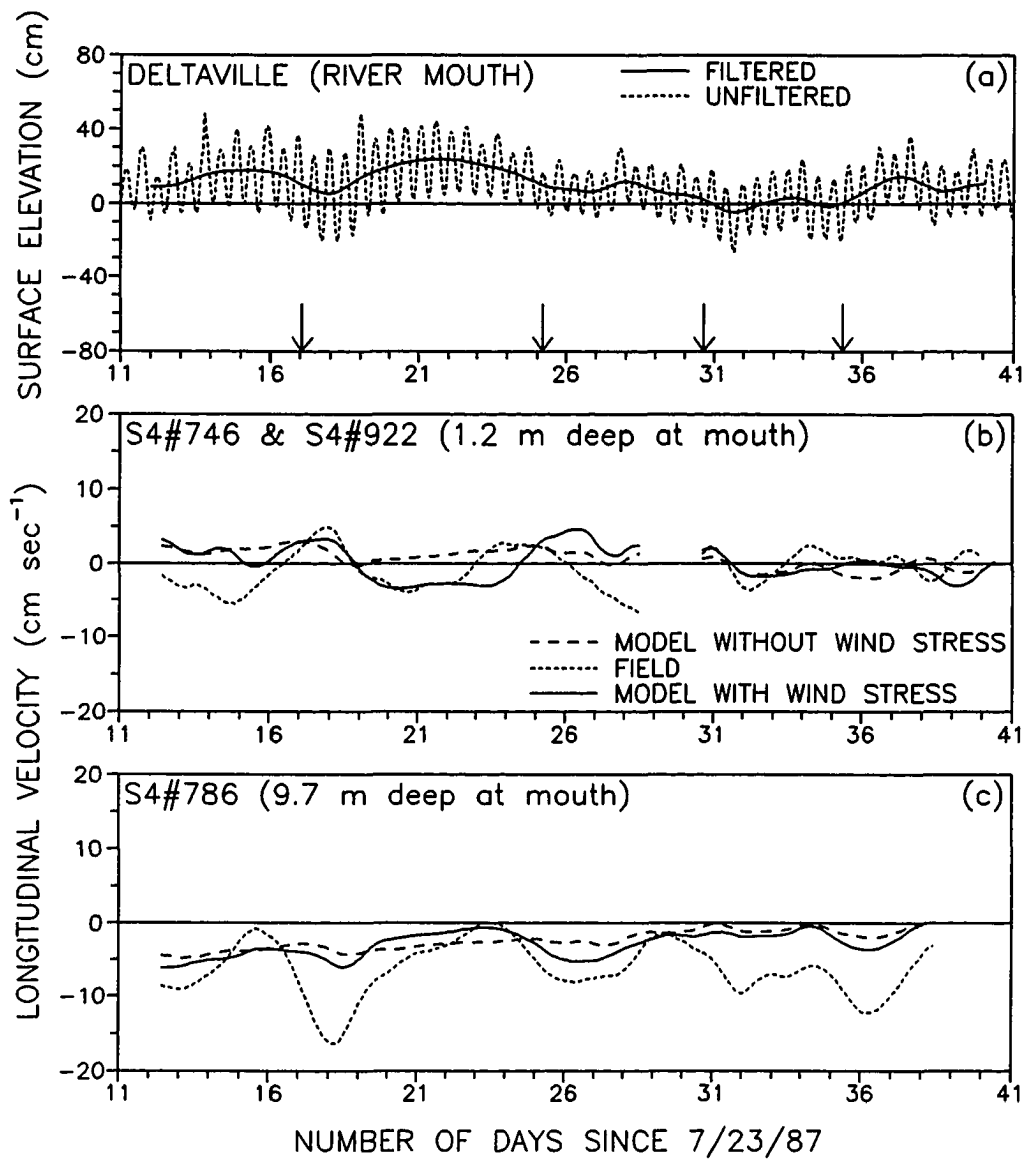 SURFACE ELEVATION (cm)
80
40
0
−40
−80
DELTAVILLE (RIVER MOUTH)
FILTERED
UNFILTERED
(a)
11 16 21 26 31 36 41
LONGITUDINAL VELOCITY (cm sec⁻¹)
20
10
0
−10
−20
S4#746 & S4#922 (1.2 m deep at mouth)
(b)
MODEL WITHOUT WIND STRESS
FIELD
MODEL WITH WIND STRESS
11 16 21 26 31 36 41
20
10
0
−10
−20
S4#786 (9.7 m deep at mouth)
(c)
11 16 21 26 31 36 41
NUMBER OF DAYS SINCE 7/23/87